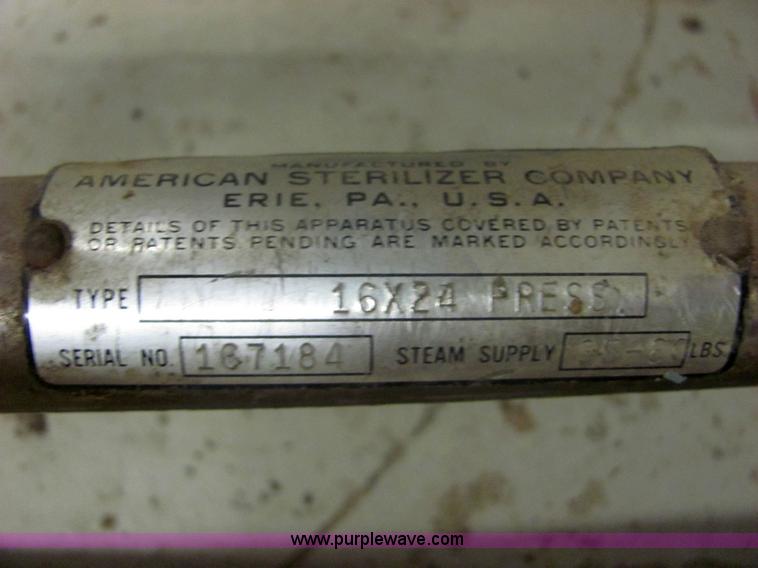 MANUFACTURED BY
AMERICAN STERILIZER COMPANY
ERIE, PA., U.S.A.
DETAILS OF THIS APPARATUS COVERED BY PATENTS
OR PATENTS PENDING ARE MARKED ACCORDINGLY
TYPE 16X24 PRESS
SERIAL NO. 167184 STEAM SUPPLY LBS.
www.purplewave.com